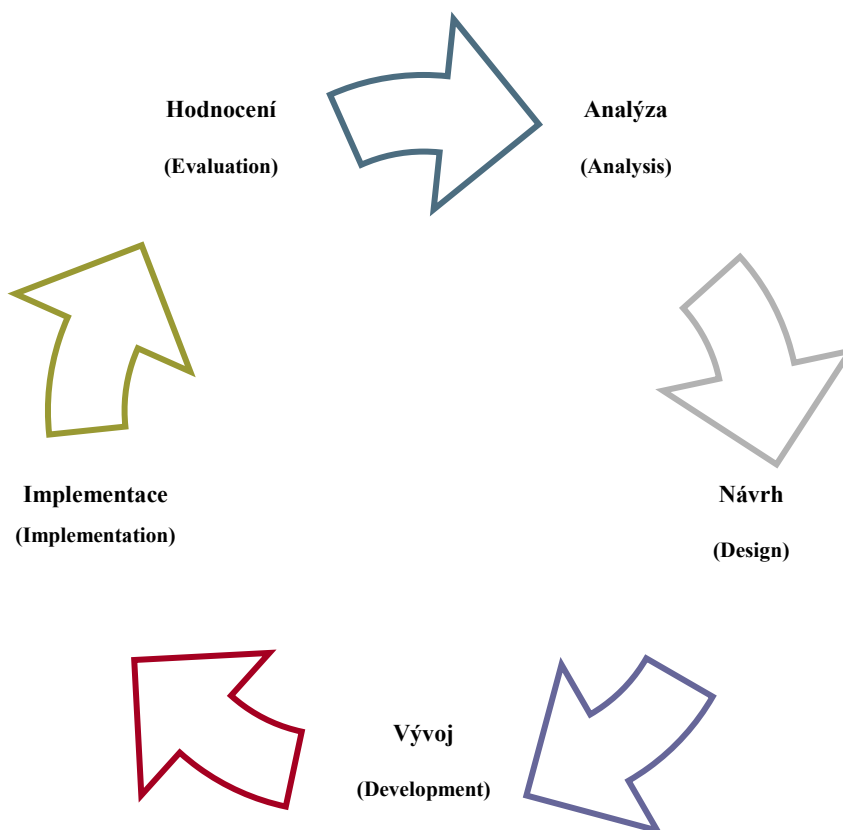 Hodnocení
(Evaluation)
Analýza
(Analysis)
Návrh
(Design)
Vývoj
(Development)
Implementace
(Implementation)